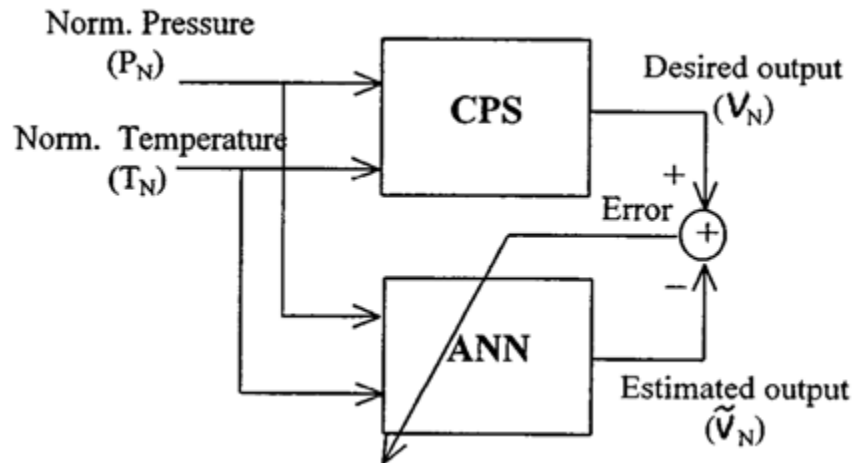 Norm. Pressure
(P_N)
Norm. Temperature
(T_N)
CPS
Desired output
(V_N)
+
Error
+
−
ANN
Estimated output
(Ṽ_N)